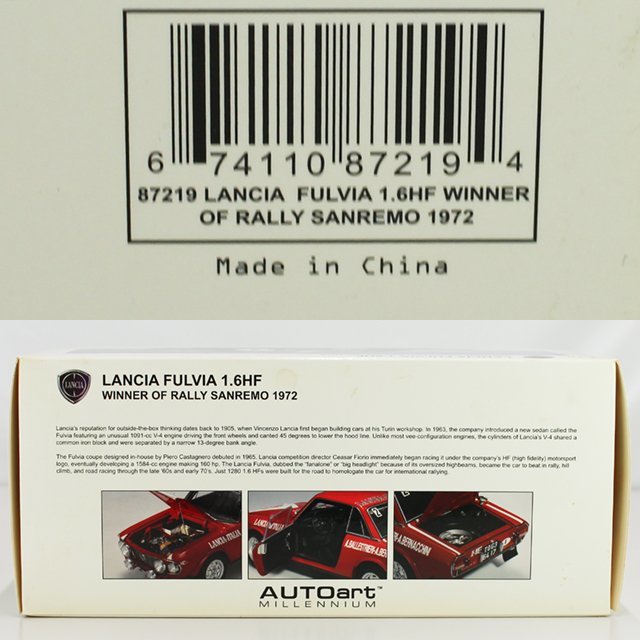 6 74110 87219 4
87219 LANCIA FULVIA 1.6HF WINNER
OF RALLY SANREMO 1972
Made in China
LANCIA
LANCIA FULVIA 1.6HF
WINNER OF RALLY SANREMO 1972
Lancia's reputation for outside-the-box thinking dates back to 1905, when Vincenzo Lancia first began building cars at his Turin workshop. In 1963, the company introduced a new sedan called the
Fulvia featuring an unusual 1091-cc V-4 engine driving the front wheels and canted 45 degrees to lower the hood line. Unlike most vee-configuration engines, the cylinders of Lancia's V-4 shared a
common iron block and were separated by a narrow 13-degree bank angle.
The Fulvia coupe designed in-house by Piero Castagnero debuted in 1965. Lancia competition director Ceasar Fiorio immediately began racing it under the company's HF (high fidelity) motorsport
logo, eventually developing a 1584-cc engine making 160 hp. The Lancia Fulvia, dubbed the "fanalone" or "big headlight" because of its oversized highbeams, became the car to beat in rally, hill
climb, and road racing through the late '60s and early 70's. Just 1280 1.6 HFs were built for the road to homologate the car for international rallying.
LANCIA-ITALIA
A.BALLESTRIERI-A.BERNAC
-A.BERNACCHINI
AUTOart™
MILLENNIUM